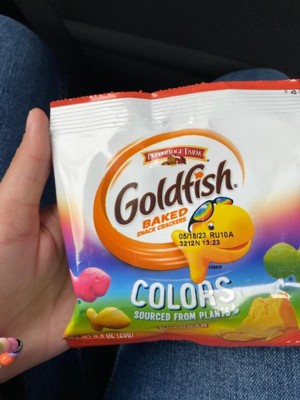 PEPPERIDGE FARM
Goldfish®
BAKED
SNACK CRACKERS
05/18/23 RU10A
3212N 13:23
COLORS
SOURCED FROM PLANTS